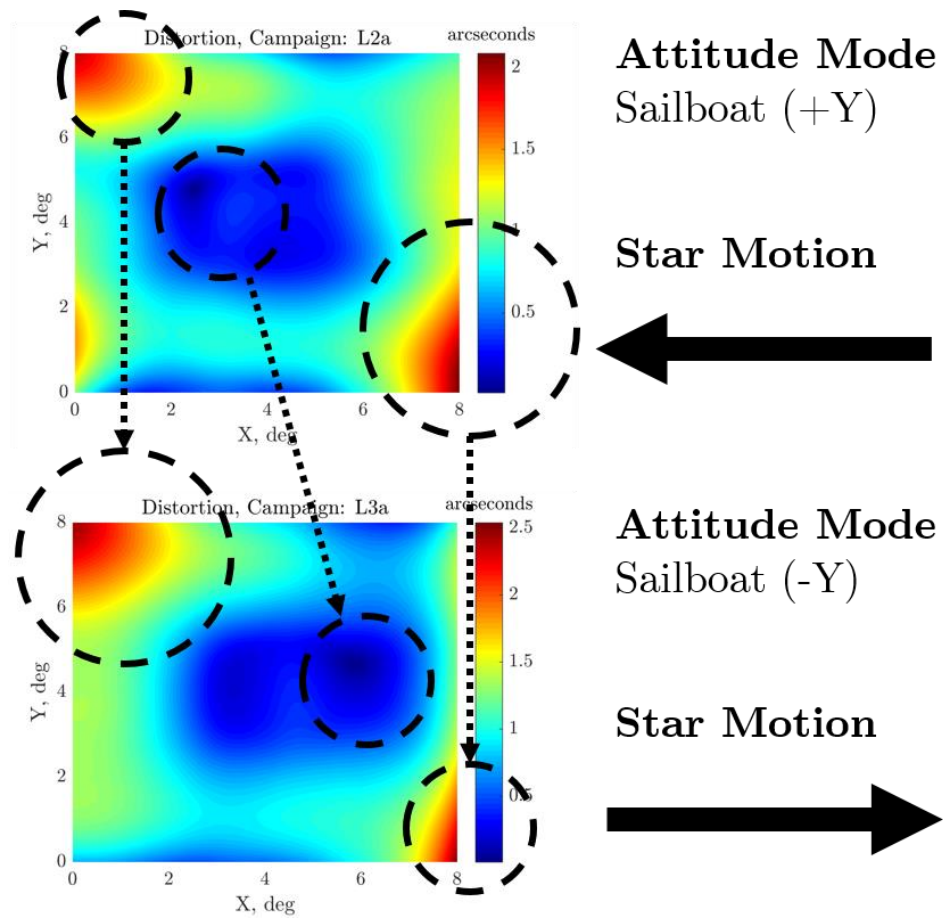 Distortion, Campaign: L2a
arcseconds
8
6
4
2
0
Y, deg
0
2
4
6
8
X, deg
2
1.5
1
0.5
Attitude Mode
Sailboat (+Y)
Star Motion
Distortion, Campaign: L3a
arcseconds
8
6
4
2
0
Y, deg
0
2
4
6
8
X, deg
2.5
2
1.5
1
0.5
Attitude Mode
Sailboat (-Y)
Star Motion